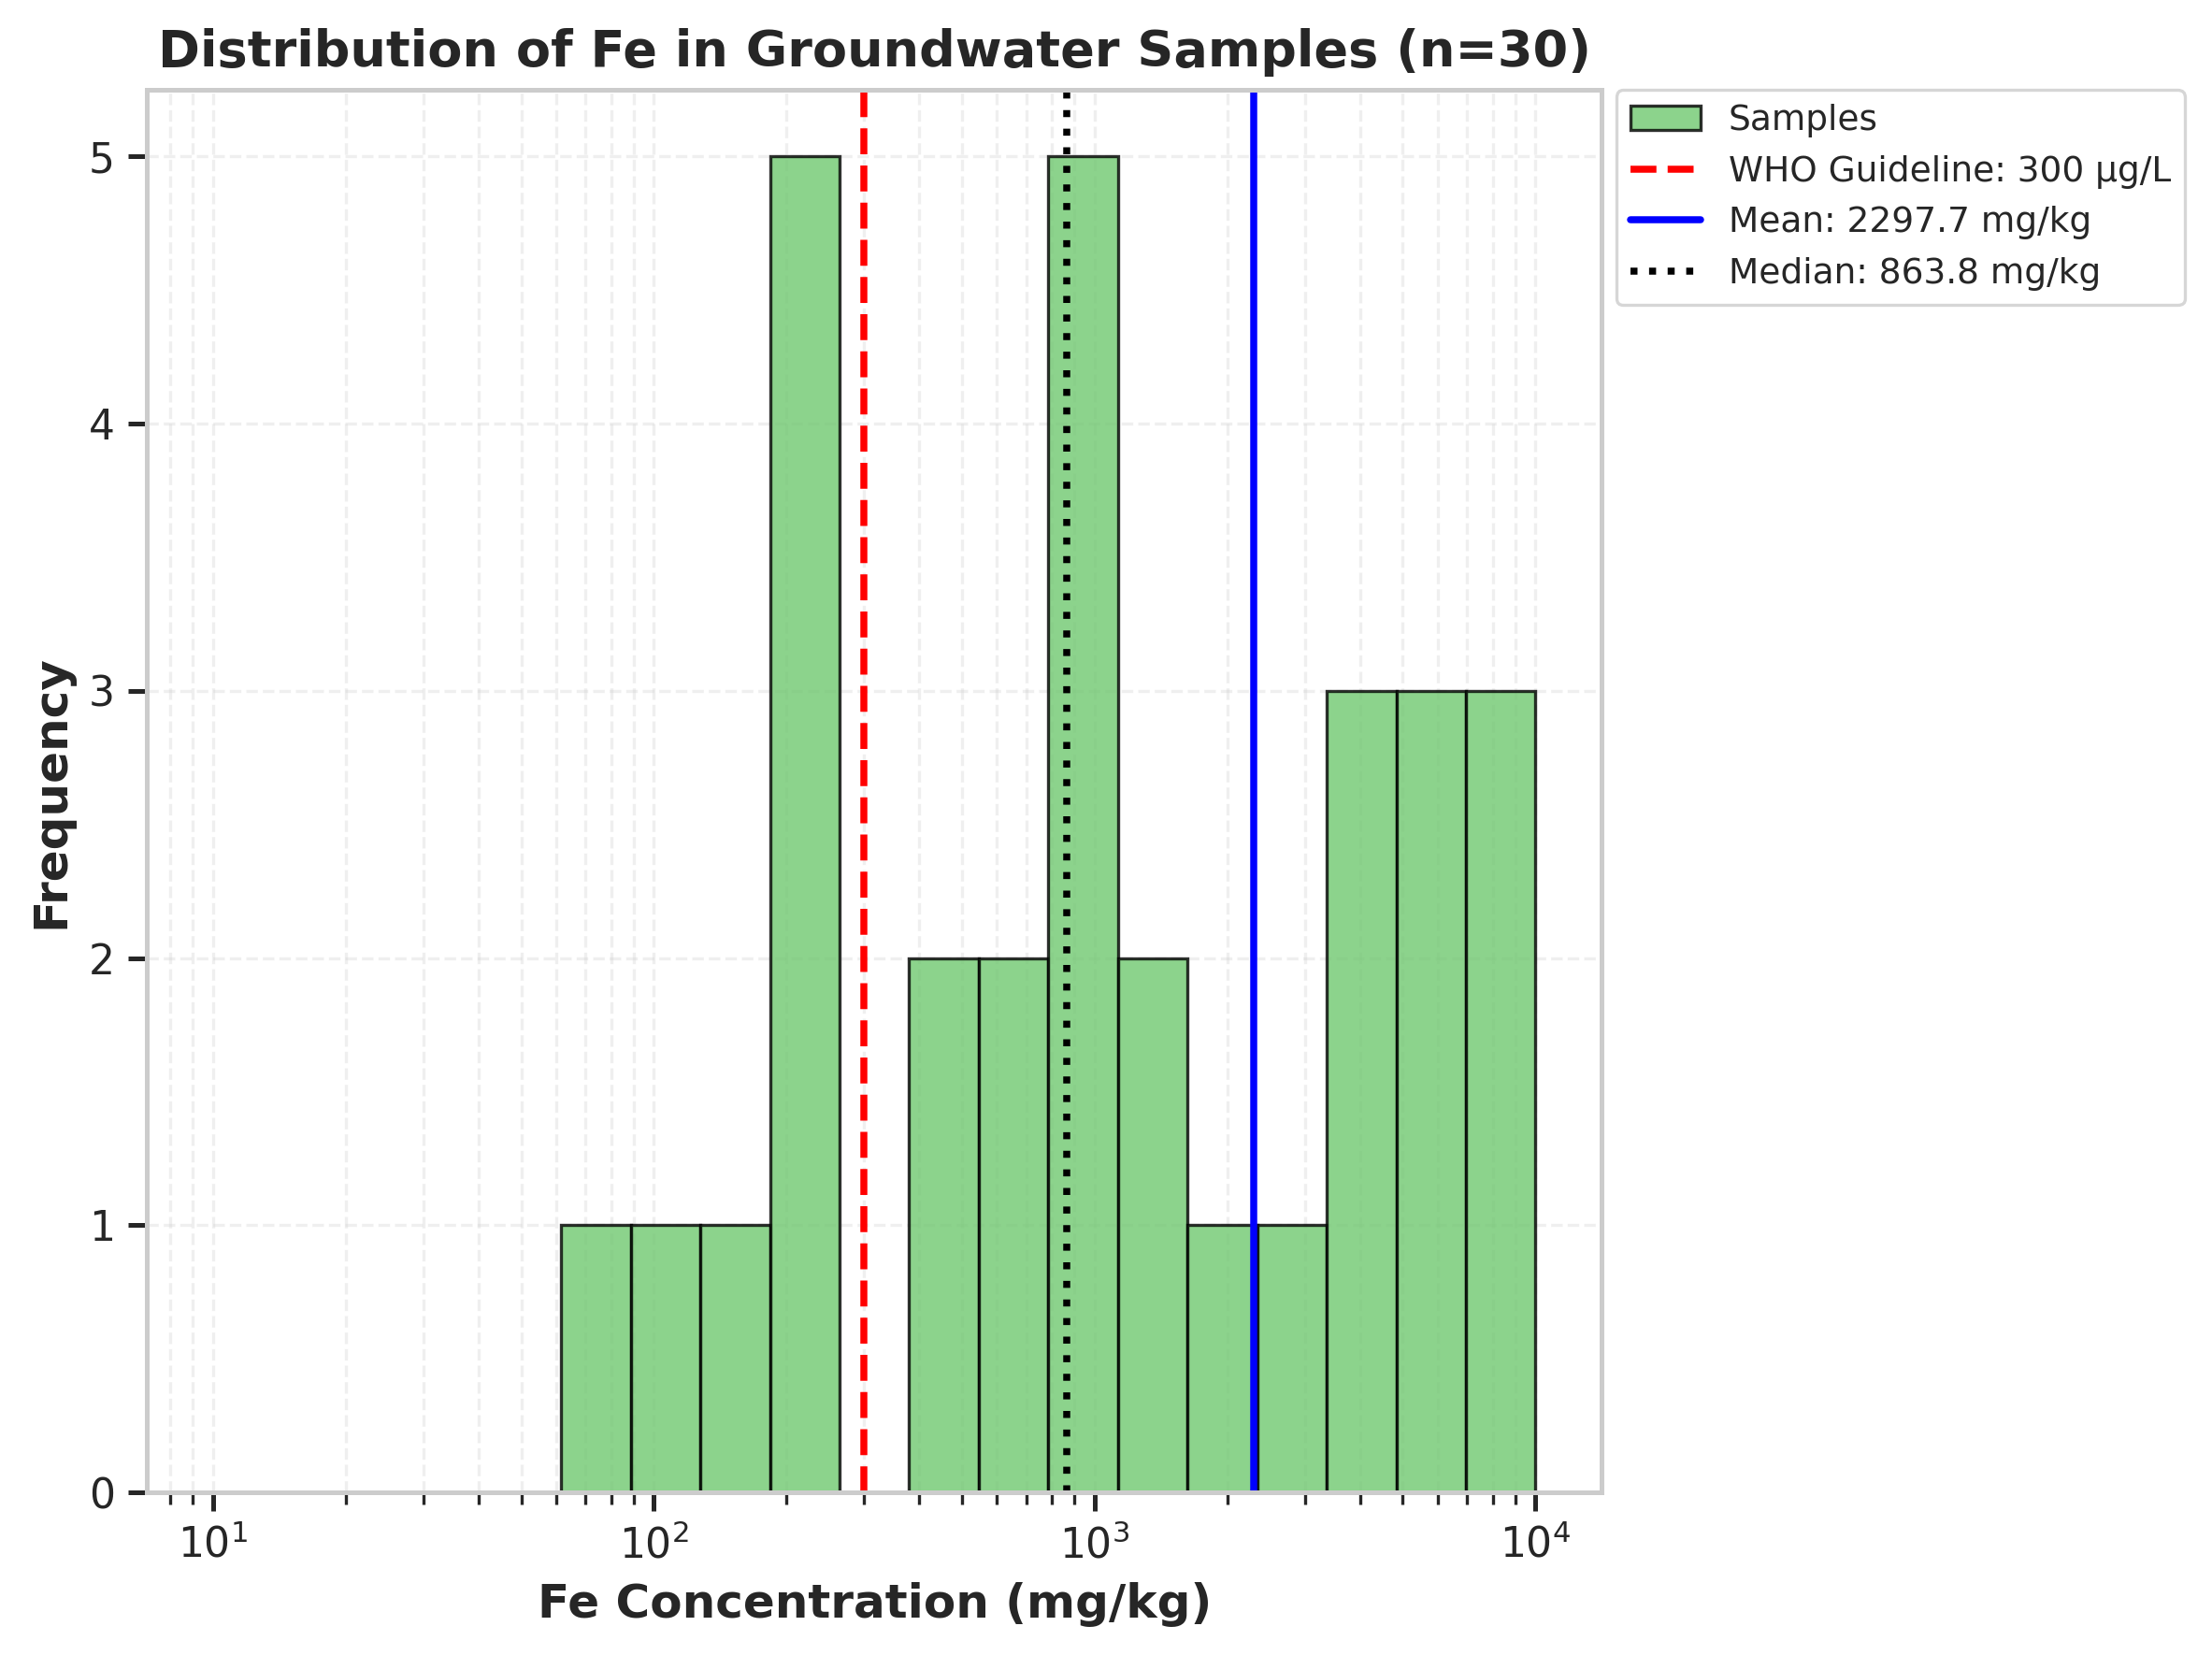 Distribution of Fe in Groundwater Samples (n=30)
Samples
WHO Guideline: 300 µg/L
Mean: 2297.7 mg/kg
Median: 863.8 mg/kg
Frequency
5
4
3
2
1
0
10¹ 10² 10³ 10⁴
Fe Concentration (mg/kg)